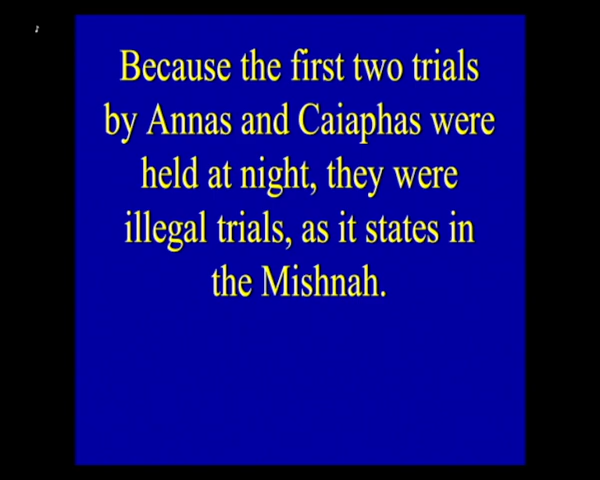 Because the first two trials
by Annas and Caiaphas were
held at night, they were
illegal trials, as it states in
the Mishnah.